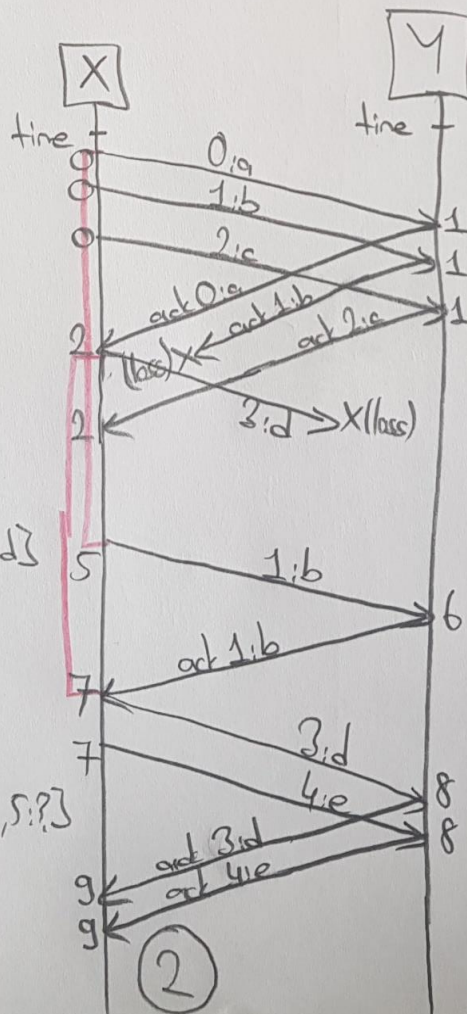 X Y
time time
0 0:a
0 1:b 1
0 2:c 1
ack 0:a ack 1:b 1
2 (loss) X ack 2:c
2 3:d X (loss)
d}
5 1:b
6
ack 1:b
7 3:d
7 4:e 8
,5:?}
ack 3:d 8
9 ack 4:e
9
2